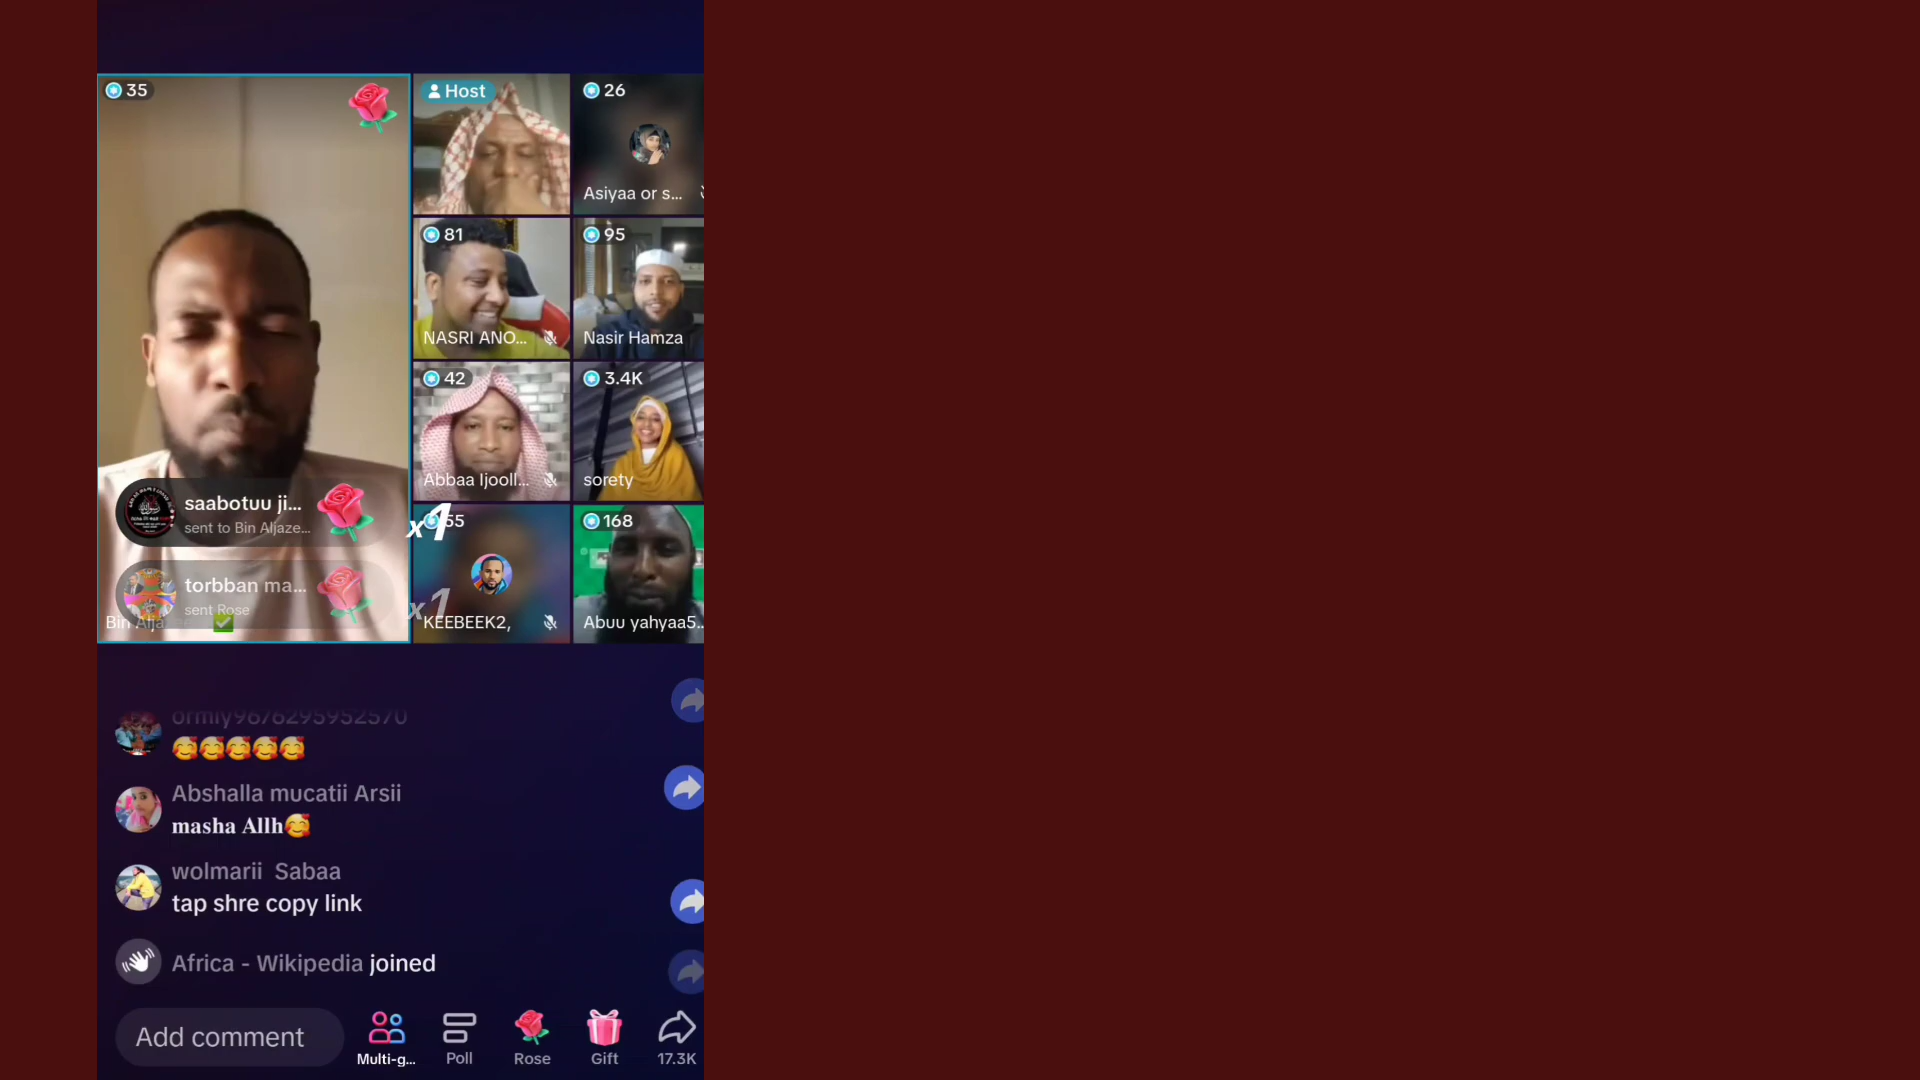 35
Host
26
Asiyaa or s...
81
NASRI ANO...
95
Nasir Hamza
42
Abbaa Ijooll...
3.4K
sorety
saabotuu ji...
sent to Bin Aljaze...
x1
55
168
torbban ma...
sent Rose
x1
KEEBEEK2,
Abuu yahyaa5..
🥰🥰🥰🥰🥰
Abshalla mucatii Arsii
masha Allh🥰
wolmarii Sabaa
tap shre copy link
Africa - Wikipedia joined
Add comment
Multi-g...
Poll
Rose
Gift
17.3K